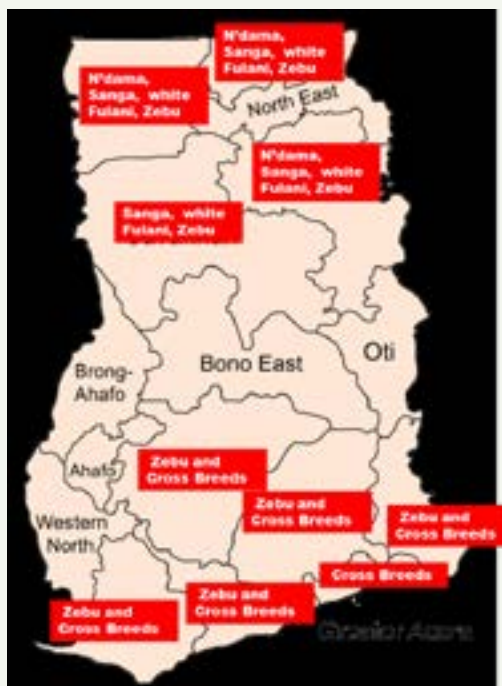 N'dama,
Sanga, white
Fulani, Zebu
N'dama,
Sanga, white
Fulani, Zebu
North East
N'dama,
Sanga, white
Fulani, Zebu
Sanga, white
Fulani, Zebu
Oti
Bono East
Brong-
Ahafo
Ahafo
Zebu and
Cross Breeds
Zebu and
Cross Breeds
Western
North
Zebu and
Cross Breeds
Cross Breeds
Zebu and
Cross Breeds
Zebu and
Cross Breeds
Greater Accra